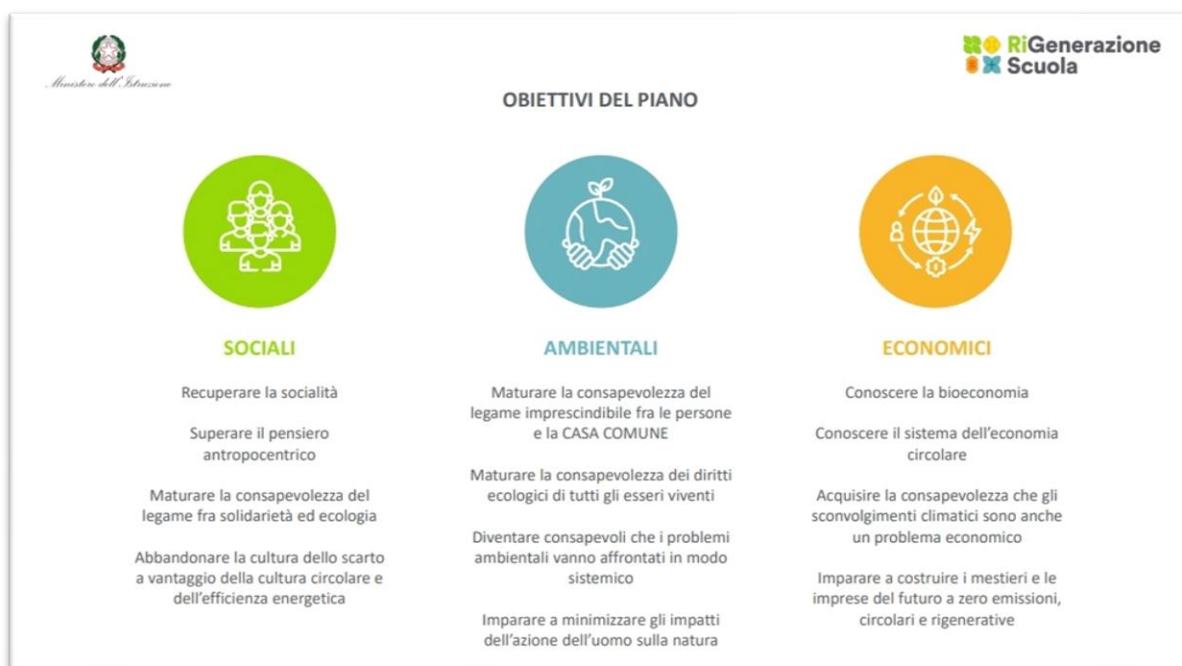 Ministero dell'Istruzione
RiGenerazione
Scuola
OBIETTIVI DEL PIANO
SOCIALI
Recuperare la socialità
Superare il pensiero
antropocentrico
Maturare la consapevolezza del
legame fra solidarietà ed ecologia
Abbandonare la cultura dello scarto
a vantaggio della cultura circolare e
dell'efficienza energetica
AMBIENTALI
Maturare la consapevolezza del
legame imprescindibile fra le persone
e la CASA COMUNE
Maturare la consapevolezza dei diritti
ecologici di tutti gli esseri viventi
Diventare consapevoli che i problemi
ambientali vanno affrontati in modo
sistemico
Imparare a minimizzare gli impatti
dell'azione dell'uomo sulla natura
ECONOMICI
Conoscere la bioeconomia
Conoscere il sistema dell'economia
circolare
Acquisire la consapevolezza che gli
sconvolgimenti climatici sono anche
un problema economico
Imparare a costruire i mestieri e le
imprese del futuro a zero emissioni,
circolari e rigenerative